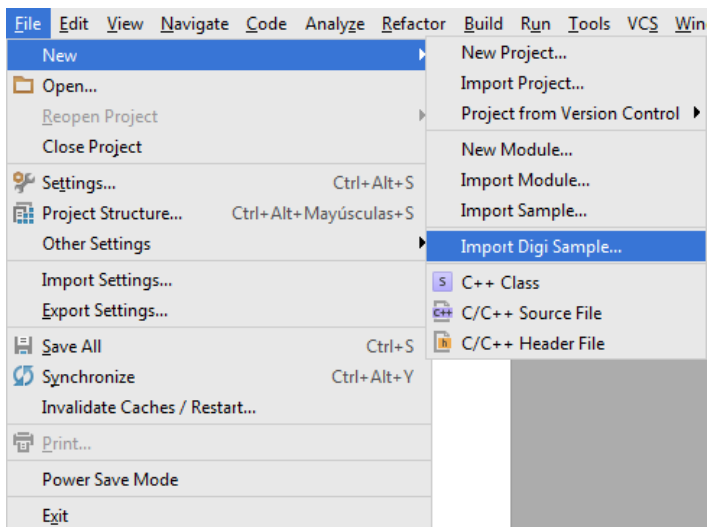 File Edit View Navigate Code Analyze Refactor Build Run Tools VCS Win
New
Open...
Reopen Project
Close Project
Settings... Ctrl+Alt+S
Project Structure... Ctrl+Alt+Mayúsculas+S
Other Settings
Import Settings...
Export Settings...
Save All Ctrl+S
Synchronize Ctrl+Alt+Y
Invalidate Caches / Restart...
Print...
Power Save Mode
Exit
New Project...
Import Project...
Project from Version Control
New Module...
Import Module...
Import Sample...
Import Digi Sample...
S C++ Class
C++ C/C++ Source File
h C/C++ Header File